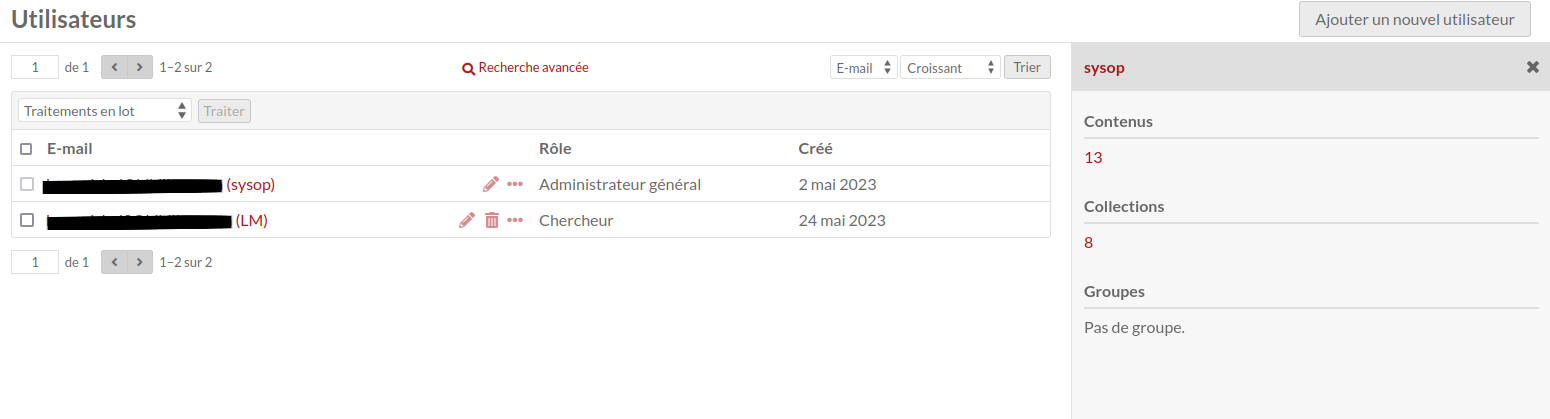 Utilisateurs
Ajouter un nouvel utilisateur
1 de 1 1–2 sur 2
Recherche avancée
E-mail Croissant Trier
Traitements en lot Traiter
E-mail Rôle Créé
(sysop) Administrateur général 2 mai 2023
(LM) Chercheur 24 mai 2023
1 de 1 1–2 sur 2
sysop
Contenus
13
Collections
8
Groupes
Pas de groupe.